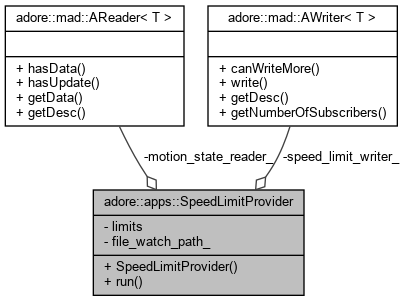 adore::mad::AReader< T >
+ hasData()
+ hasUpdate()
+ getData()
+ getDesc()
adore::mad::AWriter< T >
+ canWriteMore()
+ write()
+ getDesc()
+ getNumberOfSubscribers()
-motion_state_reader_
-speed_limit_writer_
adore::apps::SpeedLimitProvider
- limits
- file_watch_path_
+ SpeedLimitProvider()
+ run()